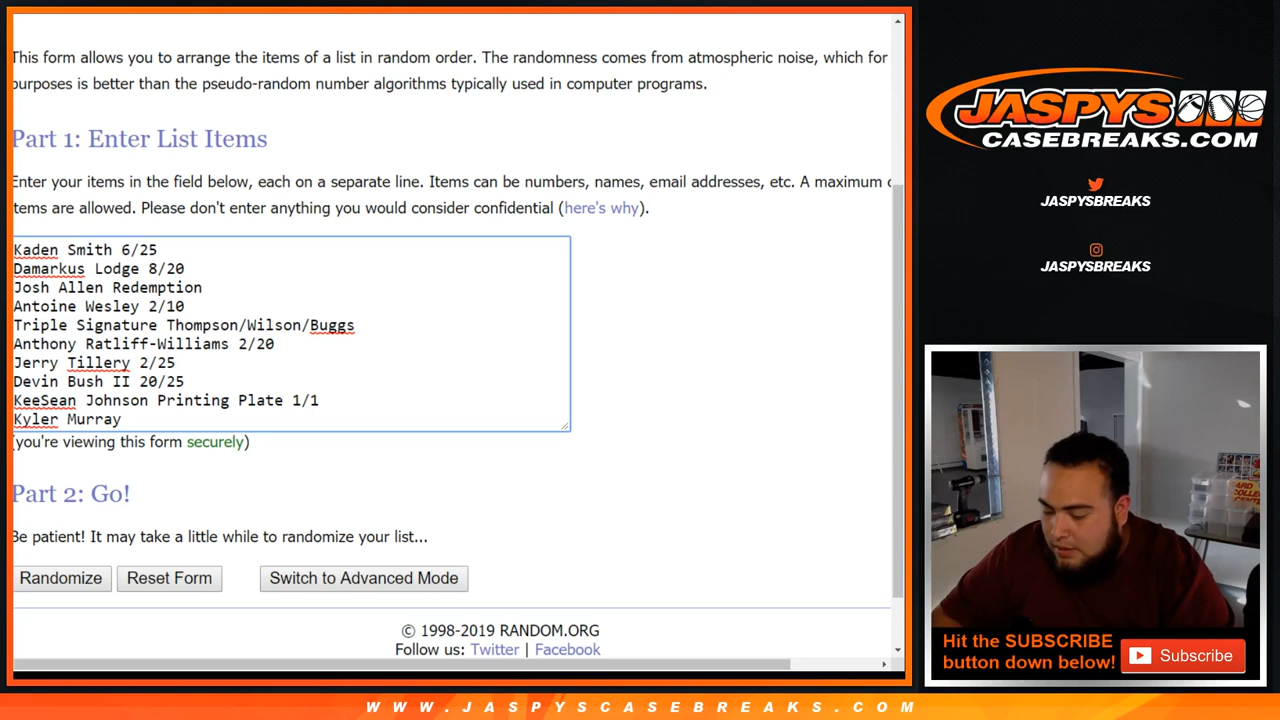 This form allows you to arrange the items of a list in random order. The randomness comes from atmospheric noise, which for
purposes is better than the pseudo-random number algorithms typically used in computer programs.
Part 1: Enter List Items
Enter your items in the field below, each on a separate line. Items can be numbers, names, email addresses, etc. A maximum
items are allowed. Please don't enter anything you would consider confidential (here's why).
Kaden Smith 6/25
Damarkus Lodge 8/20
Josh Allen Redemption
Antoine Wesley 2/10
Triple Signature Thompson/Wilson/Buggs
Anthony Ratliff-Williams 2/20
Jerry Tillery 2/25
Devin Bush II 20/25
KeeSean Johnson Printing Plate 1/1
Kyler Murray
(you're viewing this form securely)
Part 2: Go!
Be patient! It may take a little while to randomize your list...
Randomize Reset Form Switch to Advanced Mode
© 1998-2019 RANDOM.ORG
Follow us: Twitter | Facebook
JASPYS
CASEBREAKS.COM
JASPYSBREAKS
JASPYSBREAKS
Hit the SUBSCRIBE
button down below!
Subscribe
WWW.JASPYSCASEBREAKS.COM